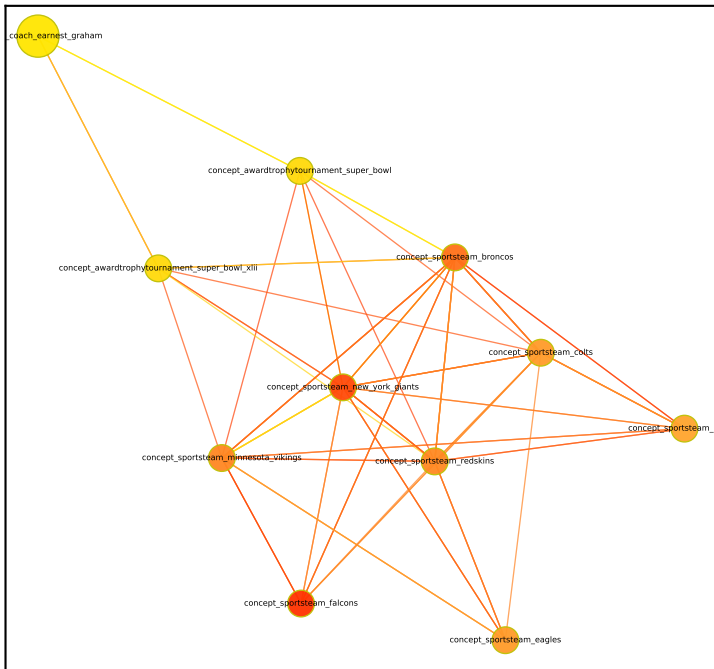 _coach_earnest_graham
concept_awardtrophytournament_super_bowl
concept_sportsteam_broncos
concept_awardtrophytournament_super_bowl_xlii
concept_sportsteam_colts
concept_sportsteam_new_york_giants
concept_sportsteam_
concept_sportsteam_minnesota_vikings
concept_sportsteam_redskins
concept_sportsteam_falcons
concept_sportsteam_eagles